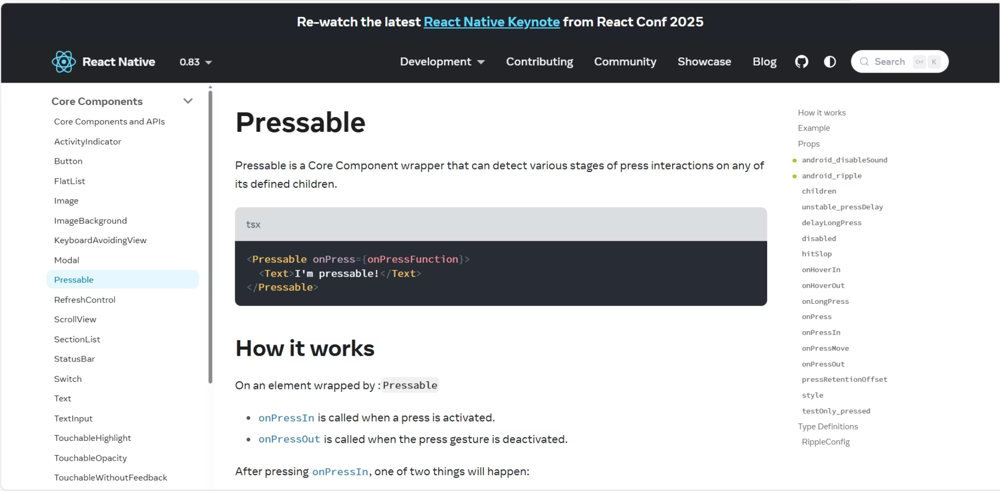 Re-watch the latest React Native Keynote from React Conf 2025
React Native 0.83 Development Contributing Community Showcase Blog Search Ctrl K
Core Components
Core Components and APIs
ActivityIndicator
Button
FlatList
Image
ImageBackground
KeyboardAvoidingView
Modal
Pressable
RefreshControl
ScrollView
SectionList
StatusBar
Switch
Text
TextInput
TouchableHighlight
TouchableOpacity
TouchableWithoutFeedback
Pressable
Pressable is a Core Component wrapper that can detect various stages of press interactions on any of
its defined children.
tsx
<Pressable onPress={onPressFunction}>
  <Text>I'm pressable!</Text>
</Pressable>
How it works
On an element wrapped by :Pressable
• onPressIn is called when a press is activated.
• onPressOut is called when the press gesture is deactivated.
After pressing onPressIn, one of two things will happen:
How it works
Example
Props
android_disableSound
android_ripple
children
unstable_pressDelay
delayLongPress
disabled
hitSlop
onHoverIn
onHoverOut
onLongPress
onPress
onPressIn
onPressMove
onPressOut
pressRetentionOffset
style
testOnly_pressed
Type Definitions
RippleConfig